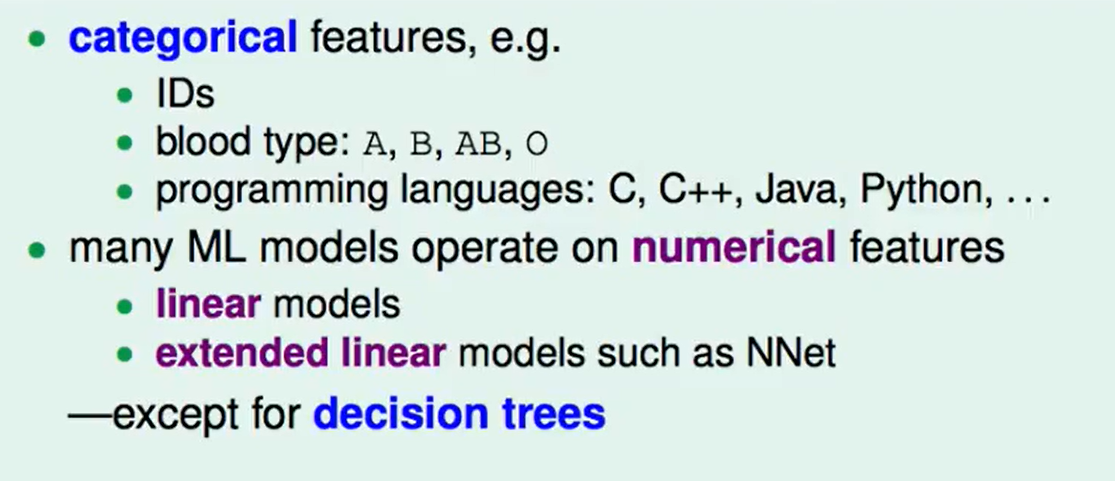 • categorical features, e.g.
• IDs
• blood type: A, B, AB, O
• programming languages: C, C++, Java, Python, ...
• many ML models operate on numerical features
• linear models
• extended linear models such as NNet
—except for decision trees